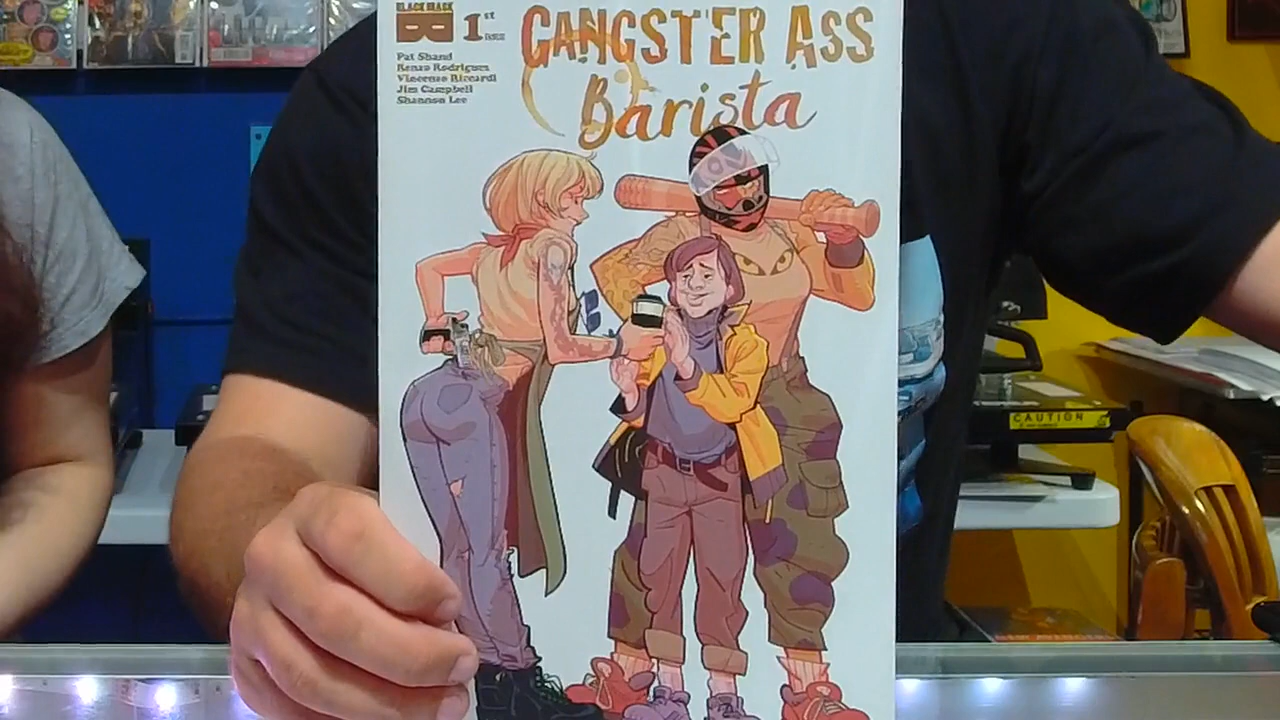 BLACK MASK
1st
ISSUE
GANGSTER ASS
Barista
Pat Shand
Renzo Rodrigues
Vincenzo Riccardi
Jim Campbell
Shannon Lee
CAUTION